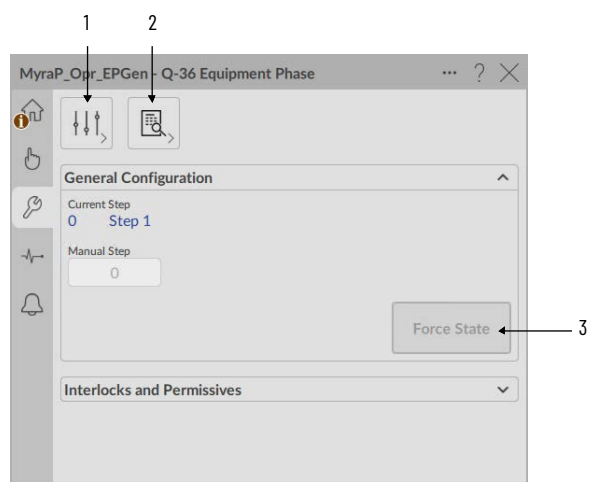 1 2
MyraP_Opr_EPGen - Q-36 Equipment Phase ... ?
General Configuration
Current Step
0 Step 1
Manual Step
0
Force State
3
Interlocks and Permissives